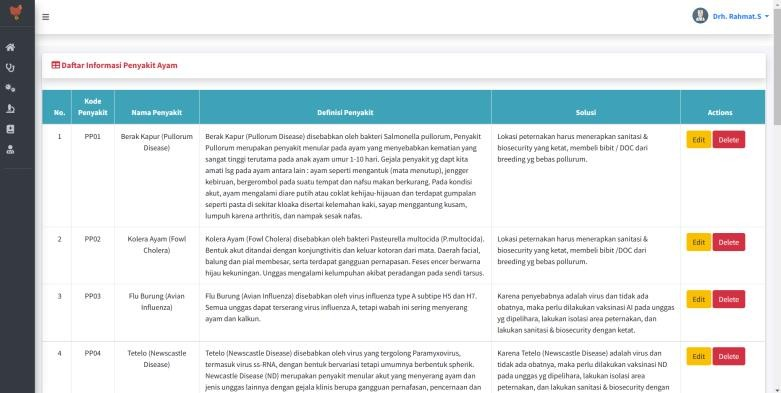 Drh. Rahmat.S
Daftar Informasi Penyakit Ayam
No.
Kode
Penyakit
Nama Penyakit
Definisi Penyakit
Solusi
Actions
1
PP01
Berak Kapur (Pullorum
Disease)
Berak Kapur (Pullorum Disease) disebabkan oleh bakteri Salmonella pullorum, Penyakit
Pullorum merupakan penyakit menular pada ayam yang menyebabkan kematian yang
sangat tinggi terutama pada anak ayam umur 1-10 hari. Gejala penyakit yg dapt kita
amati lsg pada ayam antara lain : ayam seperti mengantuk (mata menutup), jengger
kebiruan, bergerombol pada suatu tempat dan nafsu makan berkurang. Pada kondisi
akut, ayam mengalami diare putih atau coklat kehijau-hijauan dan terdapat gumpalan
seperti pasta di sekitar kloaka disertai kelemahan kaki, sayap menggantung kusam,
lumpuh karena arthritis, dan nampak sesak nafas.
Lokasi peternakan harus menerapkan sanitasi &
biosecurity yang ketat, membeli bibit / DOC dari
breeding yg bebas pollurum.
Edit
Delete
2
PP02
Kolera Ayam (Fowl
Cholera)
Kolera Ayam (Fowl Cholera) disebabkan oleh bakteri Pasteurella multocida (P.multocida).
Bentuk akut ditandai dengan konjungtivitis dan keluar kotoran dari mata. Daerah facial,
balung dan pial membesar, serta terdapat gangguan pernapasan. Feses encer berwarna
hijau kekuningan. Unggas mengalami kelumpuhan akibat peradangan pada sendi tarsus.
Lokasi peternakan harus menerapkan sanitasi &
biosecurity yang ketat, membeli bibit /DOC dari
breeding yg bebas pollurum.
Edit
Delete
3
PP03
Flu Burung (Avian
Influenza)
Flu Burung (Avian Influenza) disebabkan oleh virus influenza type A subtipe H5 dan H7.
Semua unggas dapat terserang virus influenza A, tetapi wabah ini sering menyerang
ayam dan kalkun.
Karena penyebabnya adalah virus dan tidak ada
obatnya, maka perlu dilakukan vaksinasi AI pada unggas
yg dipelihara, lakukan isolasi area peternakan, dan
lakukan sanitasi & biosecurity dengan ketat.
Edit
Delete
4
PP04
Tetelo (Newscastle
Disease)
Tetelo (Newscastle Disease) disebabkan oleh virus yang tergolong Paramyxovirus,
termasuk virus ss-RNA, dengan bentuk bervariasi tetapi umumnya berbentuk spherik.
Newcastle Disease (ND) merupakan penyakit menular akut yang menyerang ayam dan
jenis unggas lainnya dengan gejala klinis berupa gangguan pernafasan, pencernaan dan
Karena Tetelo (Newscastle Disease) adalah virus dan
tidak ada obatnya, maka perlu dilakukan vaksinasi ND
pada unggas yg dipelihara, lakukan isolasi area
peternakan, dan lakukan sanitasi & biosecurity dengan
Edit
Delete